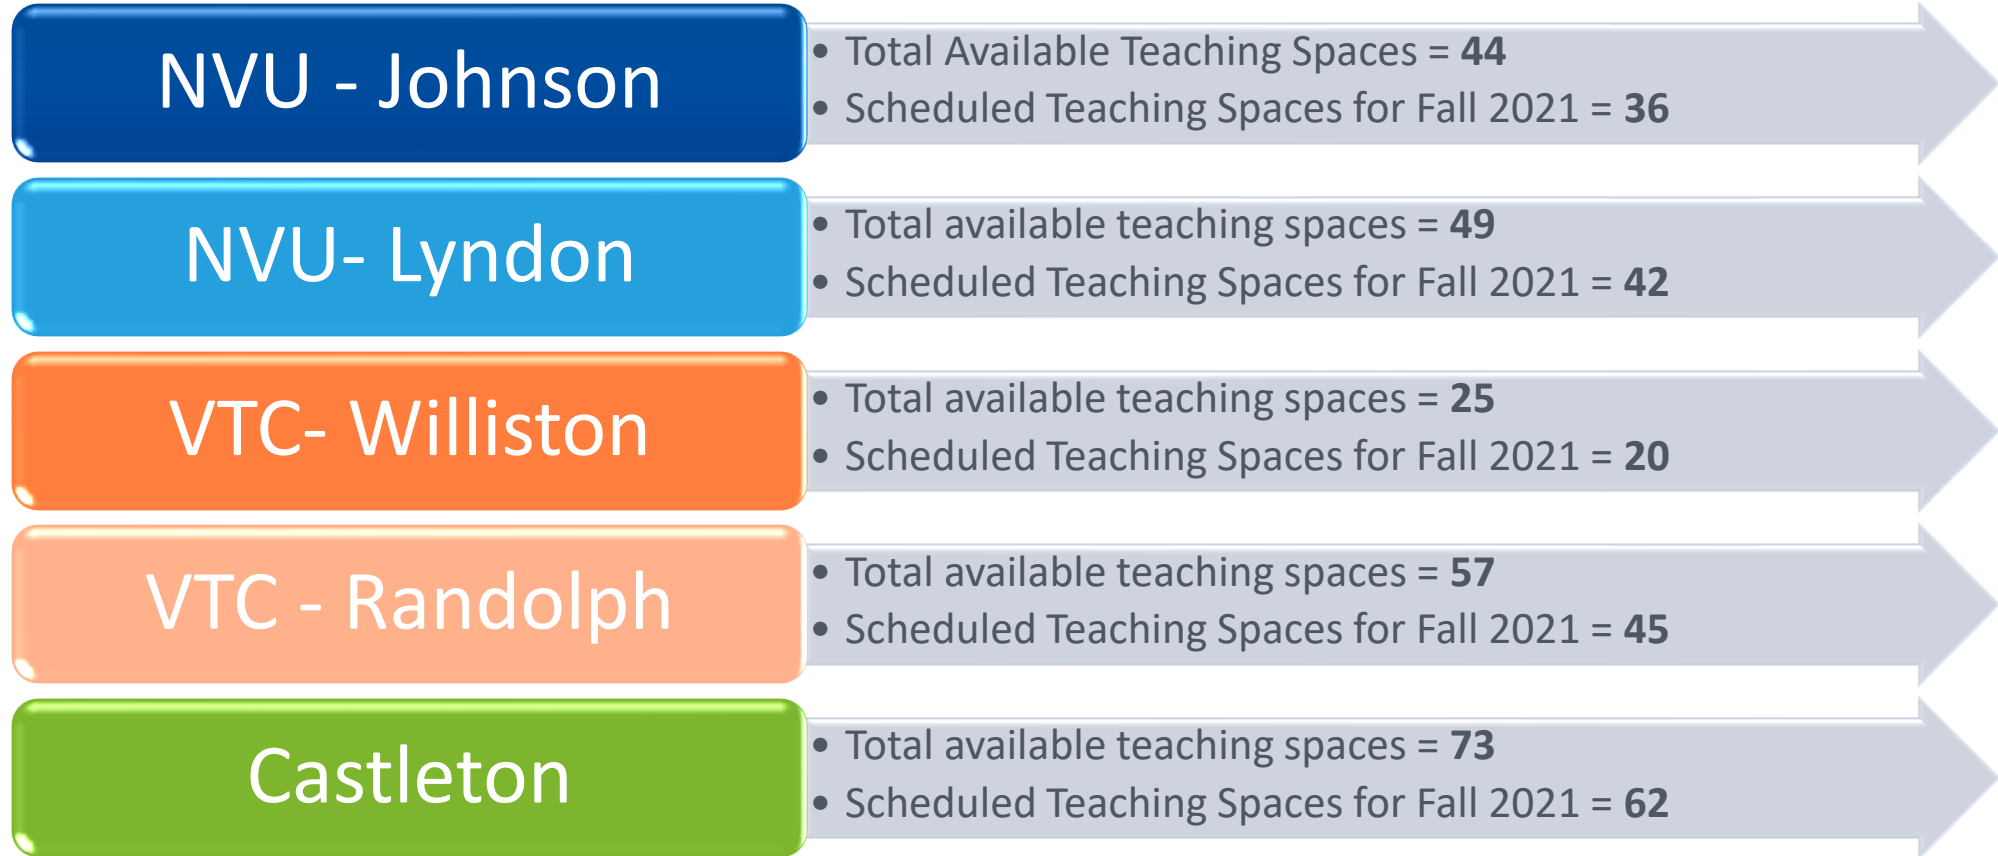 NVU - Johnson
• Total Available Teaching Spaces = 44
• Scheduled Teaching Spaces for Fall 2021 = 36
NVU- Lyndon
• Total available teaching spaces = 49
• Scheduled Teaching Spaces for Fall 2021 = 42
VTC- Williston
• Total available teaching spaces = 25
• Scheduled Teaching Spaces for Fall 2021 = 20
VTC - Randolph
• Total available teaching spaces = 57
• Scheduled Teaching Spaces for Fall 2021 = 45
Castleton
• Total available teaching spaces = 73
• Scheduled Teaching Spaces for Fall 2021 = 62